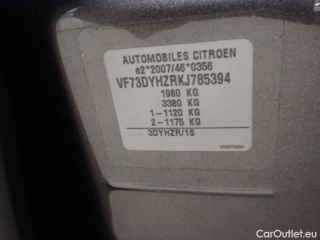 AUTOMOBILES CITROEN
e2*2007/46*0356
VF73DYHZRKJ785394
1980 KG
3380 KG
1-1120 KG
2-1175 KG
3DYHZR/1S
CarOutlet.eu